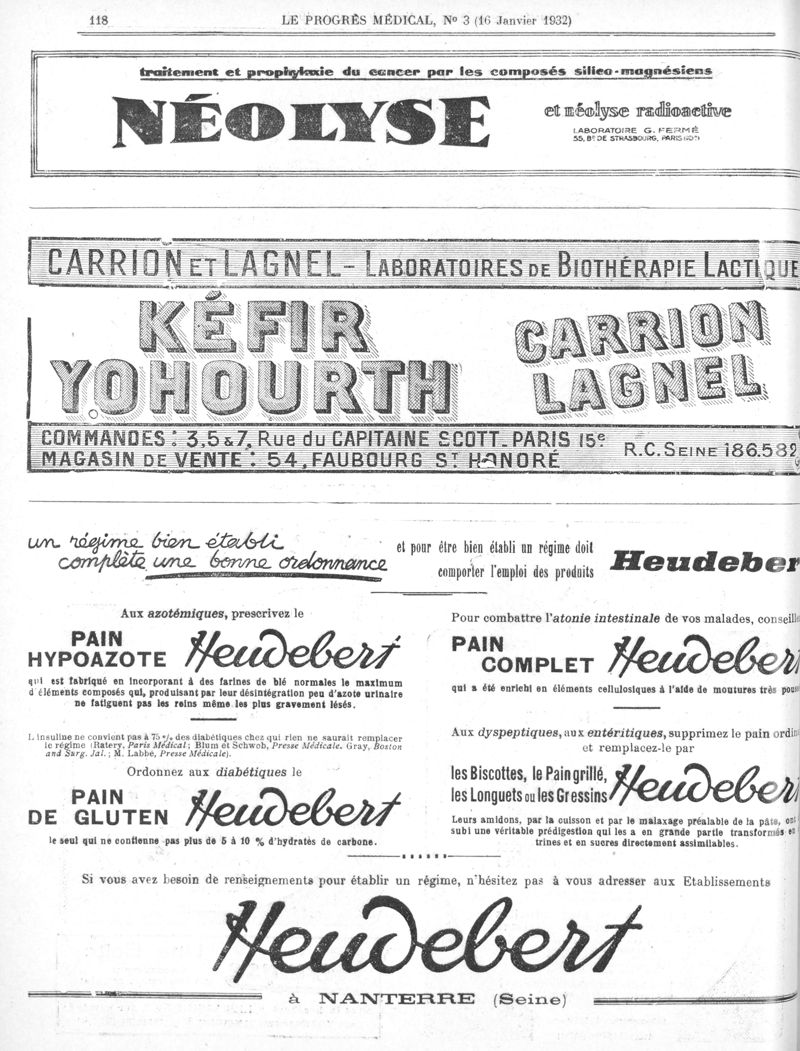 118
LE PROGRÈS MÉDICAL, No 3 (16 Janvier 1932)
traitement et prophylaxie du cancer par les composés silico-magnésiens
NÉOLYSE
et néolyse radioactive
LABORATOIRE G. FERMÉ
55, Bd DE STRASBOURG, PARIS
CARRION ET LAGNEL - LABORATOIRES DE BIOTHÉRAPIE LACTIQUE
KÉFIR
YOHOURTH
CARRION
LAGNEL
COMMANDES : 3,5 & 7, Rue du CAPITAINE SCOTT_PARIS 15e
MAGASIN DE VENTE : 54, FAUBOURG ST HONORÉ
R.C. SEINE 186.582
un régime bien établi
complète une bonne ordonnance
et pour être bien établi un régime doit
comporter l'emploi des produits
Heudeber
Aux azotémiques, prescrivez le
PAIN
HYPOAZOTE
Heudebert
qui est fabriqué en incorporant à des farines de blé normales le maximum
d'éléments composés qui, produisant par leur désintégration peu d'azote urinaire
ne fatiguent pas les reins même les plus gravement lésés.
L'insuline ne convient pas à 75 % des diabétiques chez qui rien ne saurait remplacer
le régime (Ratery, Paris Médical ; Blum et Schwob, Presse Médicale. Gray, Boston
and Surg. Jal. ; M. Labbé, Presse Médicale).
Ordonnez aux diabétiques le
PAIN
DE GLUTEN
Heudebert
le seul qui ne contienne pas plus de 5 à 10 % d'hydratés de carbone.
Pour combattre l'atonie intestinale de vos malades, conseille
PAIN
COMPLET
Heudebert
qui a été enrichi en éléments cellulosiques à l'aide de moutures très pous
Aux dyspeptiques, aux entéritiques, supprimez le pain ordin
et remplacez-le par
les Biscottes, le Pain grillé,
les Longuets ou les Gressins
Heudebert
Leurs amidons, par la cuisson et par le malaxage préalable de la pâte, ont
subi une véritable prédigestion qui les a en grande partie transformés en
trines et en sucres directement assimilables.
Si vous avez besoin de renseignements pour établir un régime, n'hésitez pas à vous adresser aux Etablissements
Heudebert
à NANTERRE (Seine)